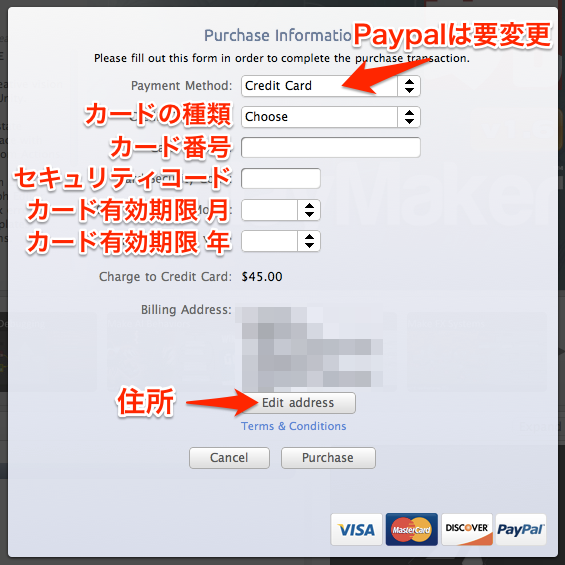 Purchase Information
Paypalは要変更
Please fill out this form in order to complete the purchase transaction.
Payment Method: Credit Card
カードの種類 Choose
カード番号
セキュリティコード
カード有効期限 月
カード有効期限 年
Charge to Credit Card: $45.00
Billing Address:
住所 Edit address
Terms & Conditions
Cancel Purchase
VISA MasterCard DISCOVER PayPal